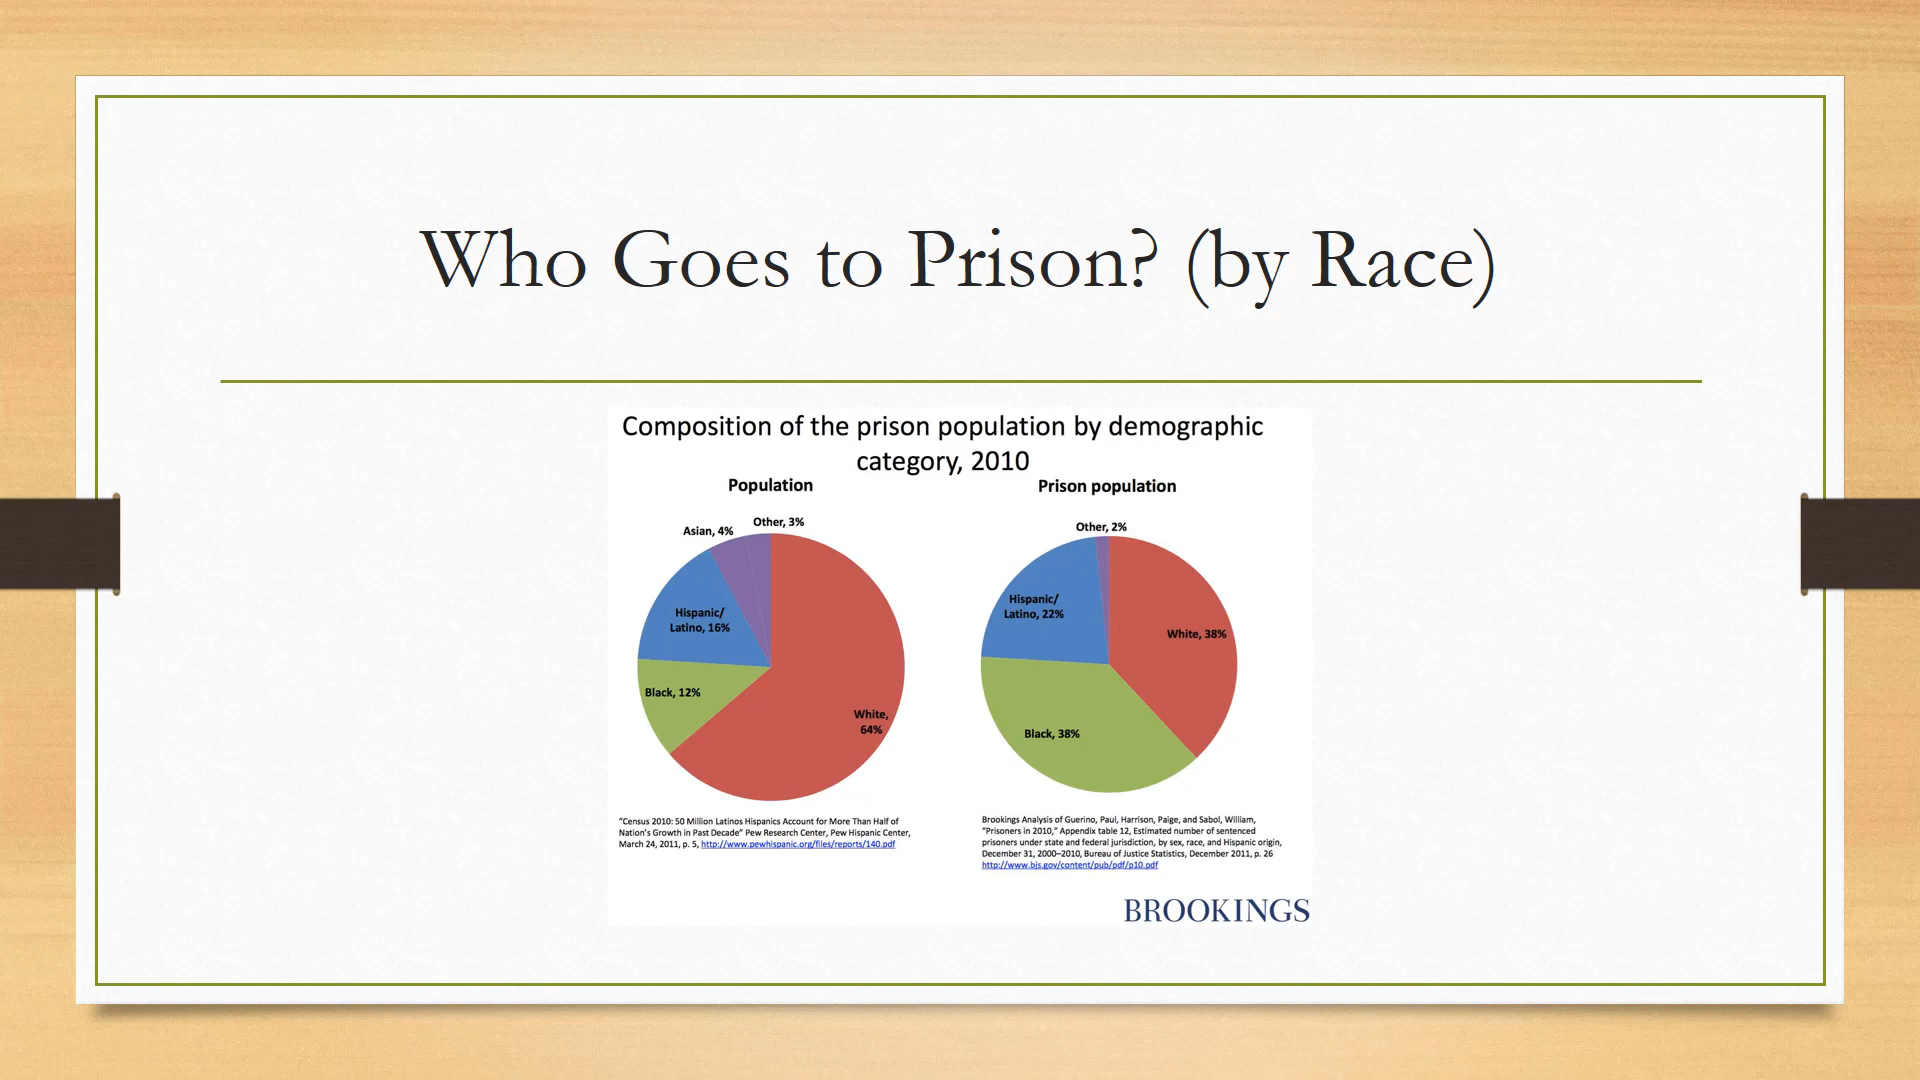 Who Goes to Prison? (by Race)
Composition of the prison population by demographic
category, 2010
Population
Asian, 4%
Other, 3%
Hispanic/
Latino, 16%
Black, 12%
White,
64%
"Census 2010: 50 Million Latinos Hispanics Account for More Than Half of
Nation's Growth in Past Decade" Pew Research Center, Pew Hispanic Center,
March 24, 2011, p. 5, http://www.pewhispanic.org/files/reports/140.pdf
Prison population
Other, 2%
Hispanic/
Latino, 22%
White, 38%
Black, 38%
Brookings Analysis of Guerino, Paul, Harrison, Paige, and Sabol, William,
"Prisoners in 2010," Appendix table 12, Estimated number of sentenced
prisoners under state and federal jurisdiction, by sex, race, and Hispanic origin,
December 31, 2000–2010, Bureau of Justice Statistics, December 2011, p. 26
http://www.bjs.gov/content/pub/pdf/p10.pdf
BROOKINGS